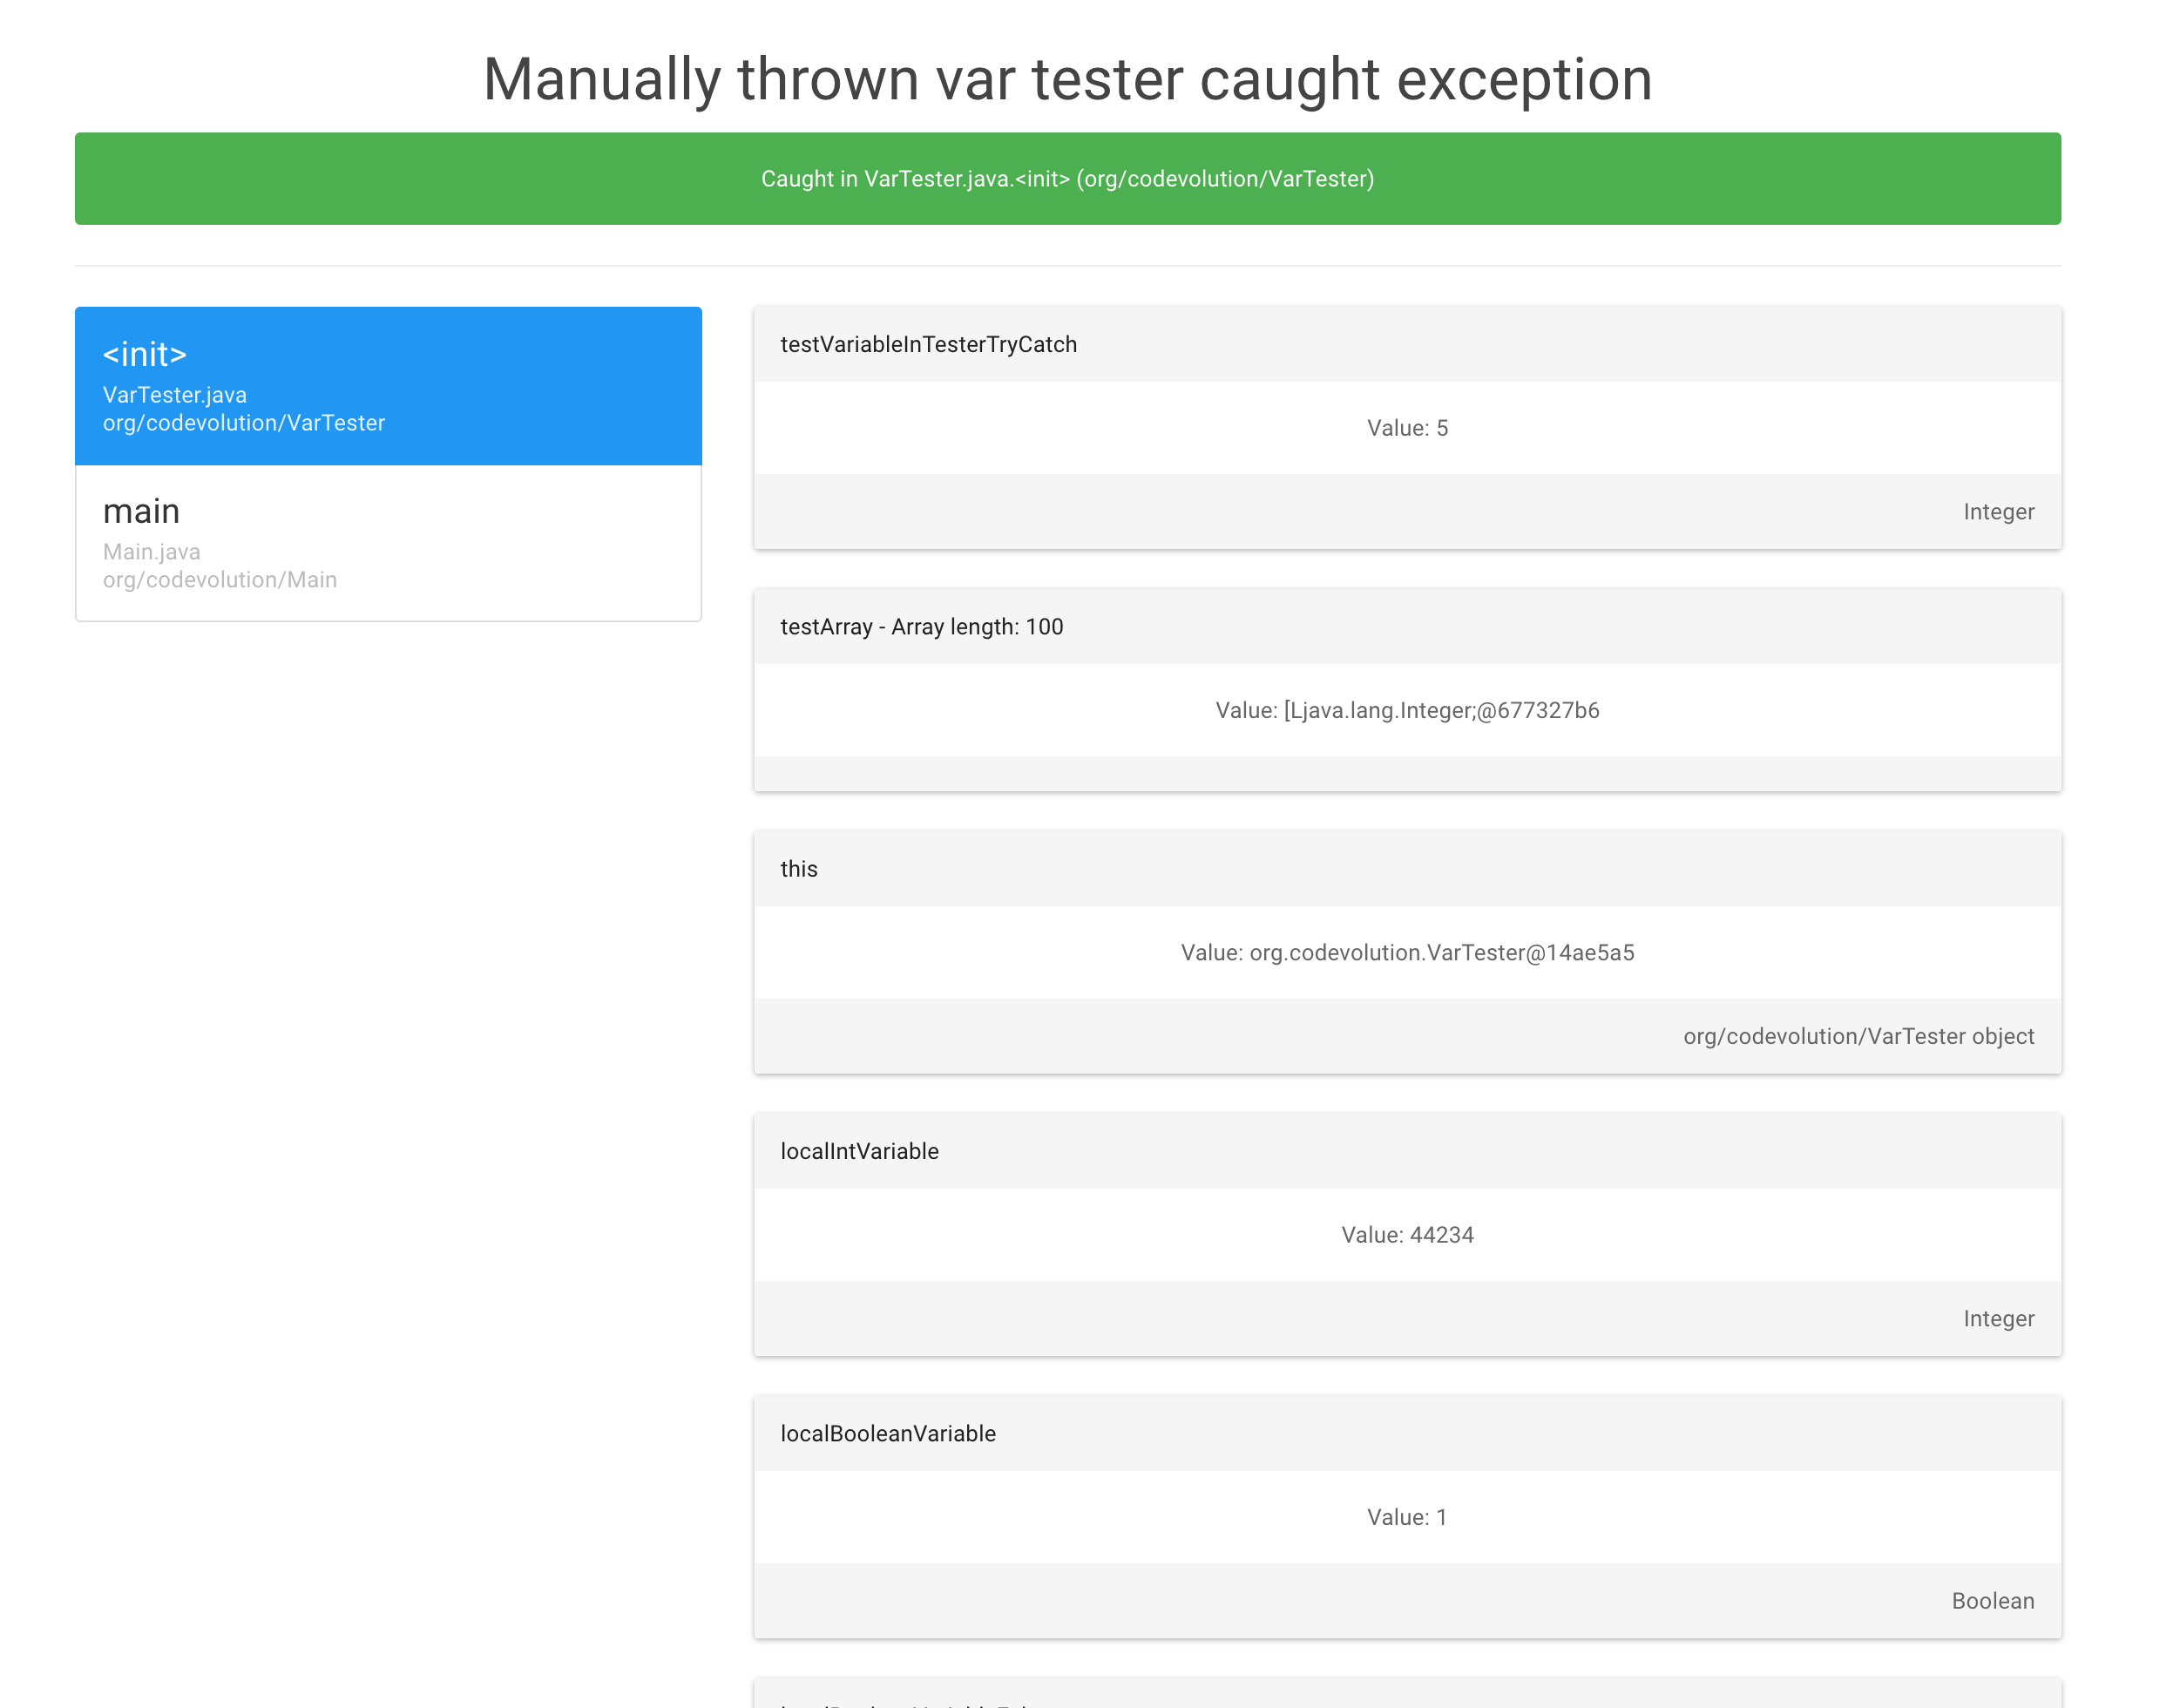 Manually thrown var tester caught exception
Caught in VarTester.java.<init> (org/codevolution/VarTester)
<init>
VarTester.java
org/codevolution/VarTester
main
Main.java
org/codevolution/Main
testVariableInTesterTryCatch
Value: 5
Integer
testArray - Array length: 100
Value: [Ljava.lang.Integer;@677327b6
this
Value: org.codevolution.VarTester@14ae5a5
org/codevolution/VarTester object
localIntVariable
Value: 44234
Integer
localBooleanVariable
Value: 1
Boolean